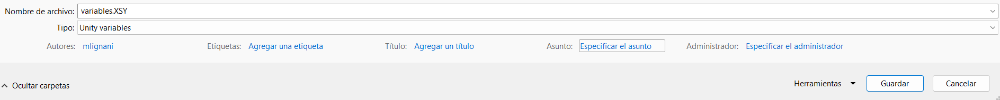 Nombre de archivo: variables.XSY
Tipo: Unity variables
Autores: mlignani Etiquetas: Agregar una etiqueta Título: Agregar un título Asunto: Especificar el asunto Administrador: Especificar el administrador
Ocultar carpetas Herramientas Guardar Cancelar